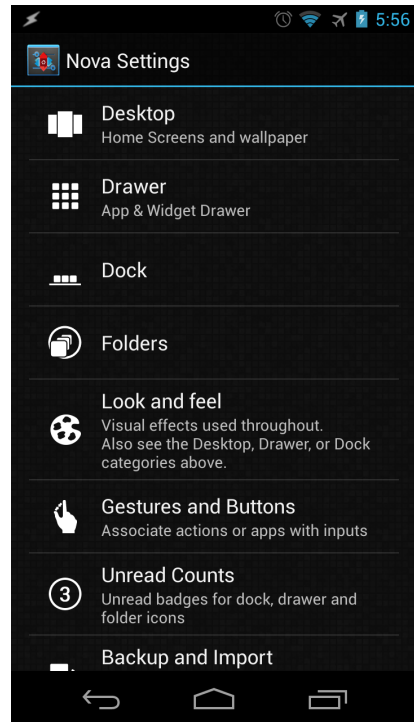 5:56
Nova Settings
Desktop
Home Screens and wallpaper
Drawer
App & Widget Drawer
Dock
Folders
Look and feel
Visual effects used throughout.
Also see the Desktop, Drawer, or Dock
categories above.
Gestures and Buttons
Associate actions or apps with inputs
3
Unread Counts
Unread badges for dock, drawer and
folder icons
Backup and Import